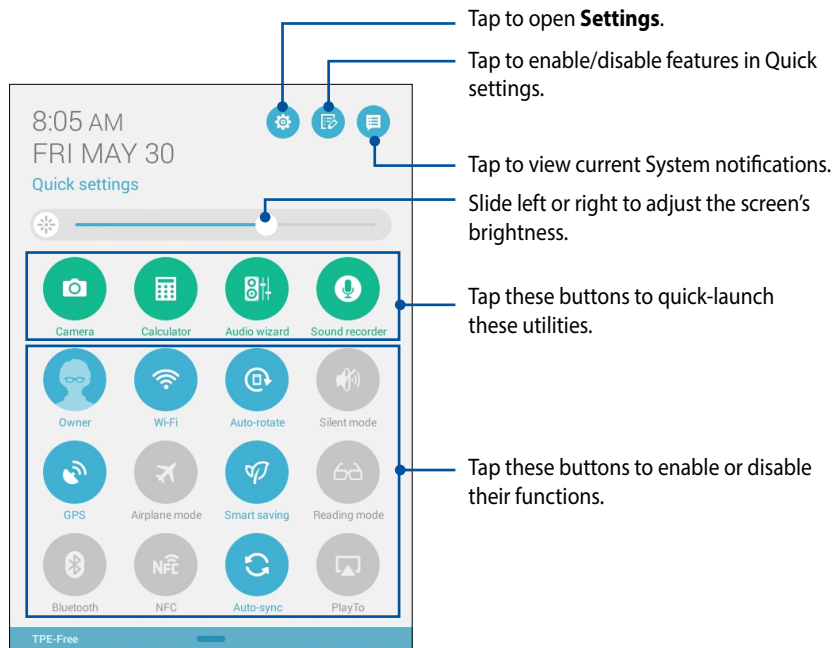 Tap to open Settings.
Tap to enable/disable features in Quick
settings.
8:05 AM
FRI MAY 30
Quick settings
Tap to view current System notifications.
Slide left or right to adjust the screen's
brightness.
Camera
Calculator
Audio wizard
Sound recorder
Tap these buttons to quick-launch
these utilities.
Owner
Wi-Fi
Auto-rotate
Silent mode
GPS
Airplane mode
Smart saving
Reading mode
Tap these buttons to enable or disable
their functions.
NFC
Bluetooth
NFC
Auto-sync
PlayTo
TPE-Free